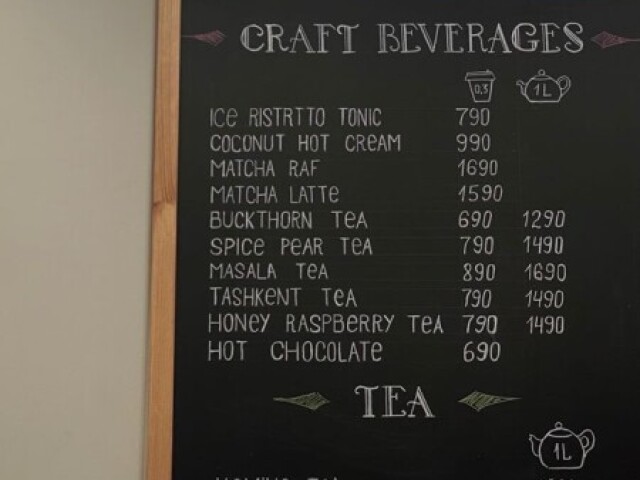 CRAFT BEVERAGES
0,3 1L
ICE RISTRTTO TONIC 790
COCONUT HOT CREAM 990
MATCHA RAF 1690
MATCHA LATTE 1590
BUCKTHORN TEA 690 1290
SPICE PEAR TEA 790 1490
MASALA TEA 890 1690
TASHKENT TEA 790 1490
HONEY RASPBERRY TEA 790 1490
HOT CHOCOLATE 690
TEA
1L